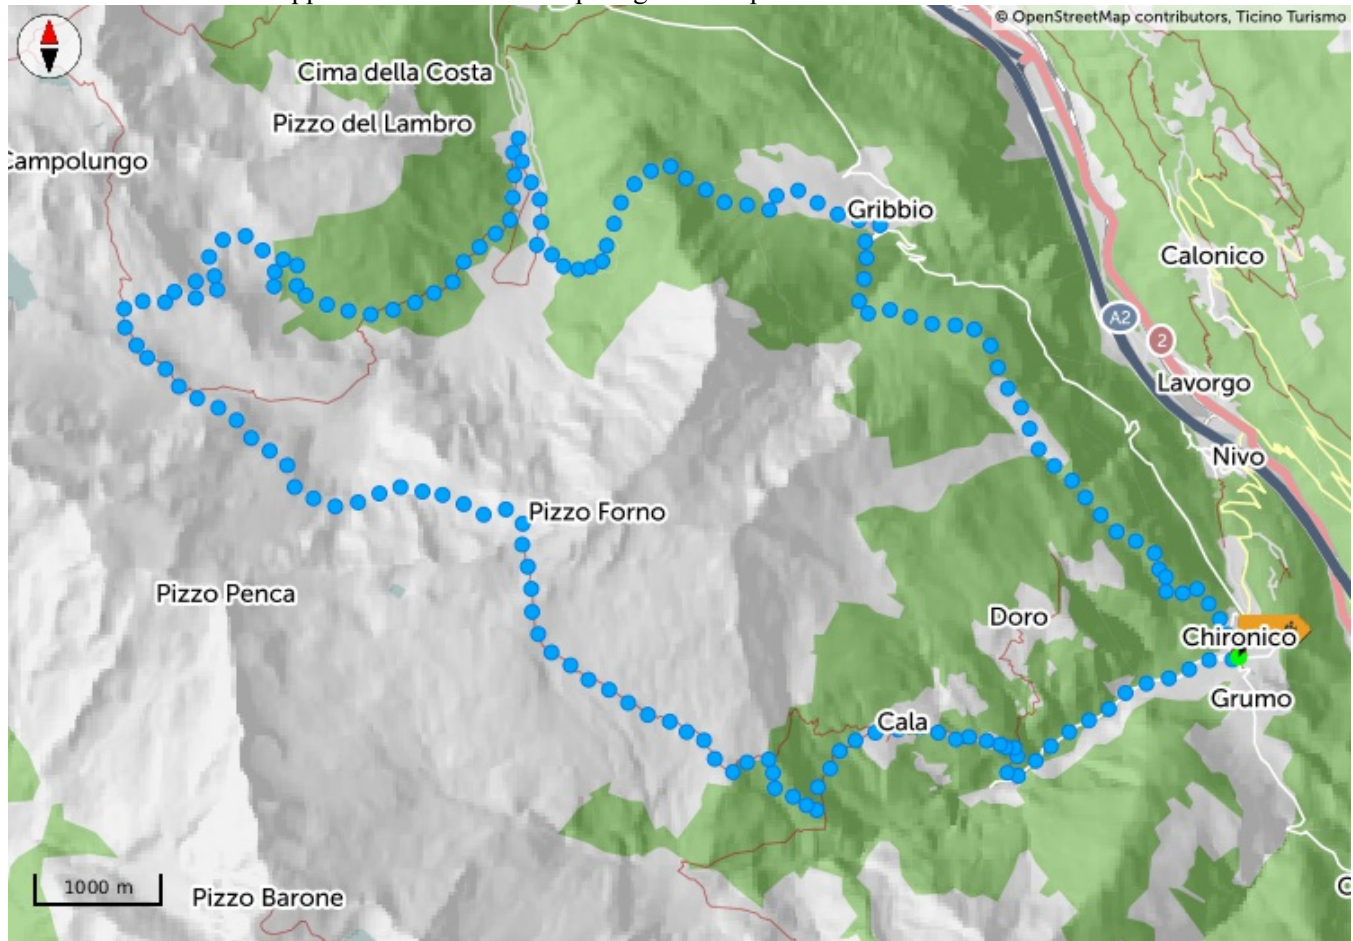 © OpenStreetMap contributors, Ticino Turismo
Cima della Costa
Pizzo del Lambro
Campolungo
Gribbio
Calonico
A2
2
Lavorgo
Nivo
Pizzo Forno
Pizzo Penca
Doro
Chironico
Grumo
Cala
1000 m
Pizzo Barone